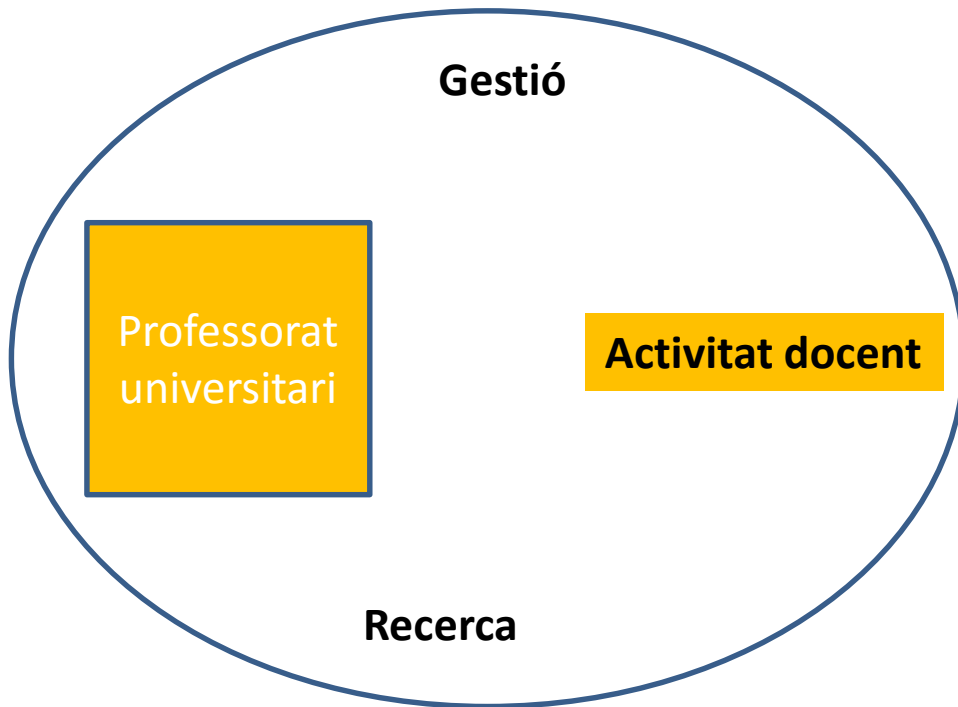 Gestió
Professorat
universitari
Activitat docent
Recerca